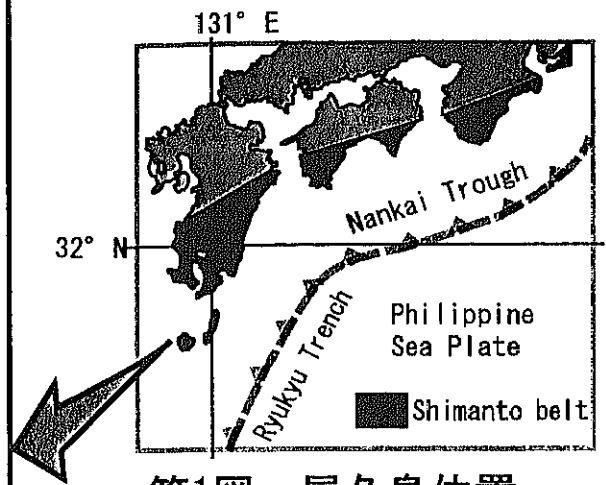 131° E
Nankai Trough
32° N
Ryukyu Trench
Philippine
Sea Plate
Shimanto belt
第1図 屋久島位置